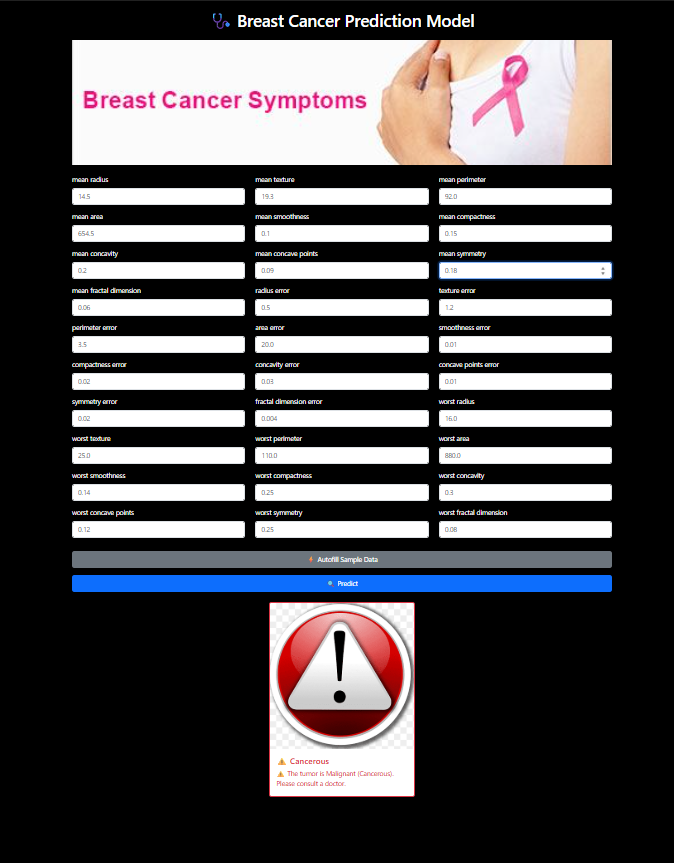 Breast Cancer Prediction Model
Breast Cancer Symptoms
mean radius mean texture mean perimeter
14.5 19.3 92.0
mean area mean smoothness mean compactness
654.5 0.1 0.15
mean concavity mean concave points mean symmetry
0.2 0.09 0.18
mean fractal dimension radius error texture error
0.06 0.5 1.2
perimeter error area error smoothness error
3.5 20.0 0.01
compactness error concavity error concave points error
0.02 0.03 0.01
symmetry error fractal dimension error worst radius
0.02 0.004 16.0
worst texture worst perimeter worst area
25.0 110.0 880.0
worst smoothness worst compactness worst concavity
0.14 0.25 0.3
worst concave points worst symmetry worst fractal dimension
0.12 0.25 0.08
Autofill Sample Data
Predict
Cancerous
The tumor is Malignant (Cancerous).
Please consult a doctor.